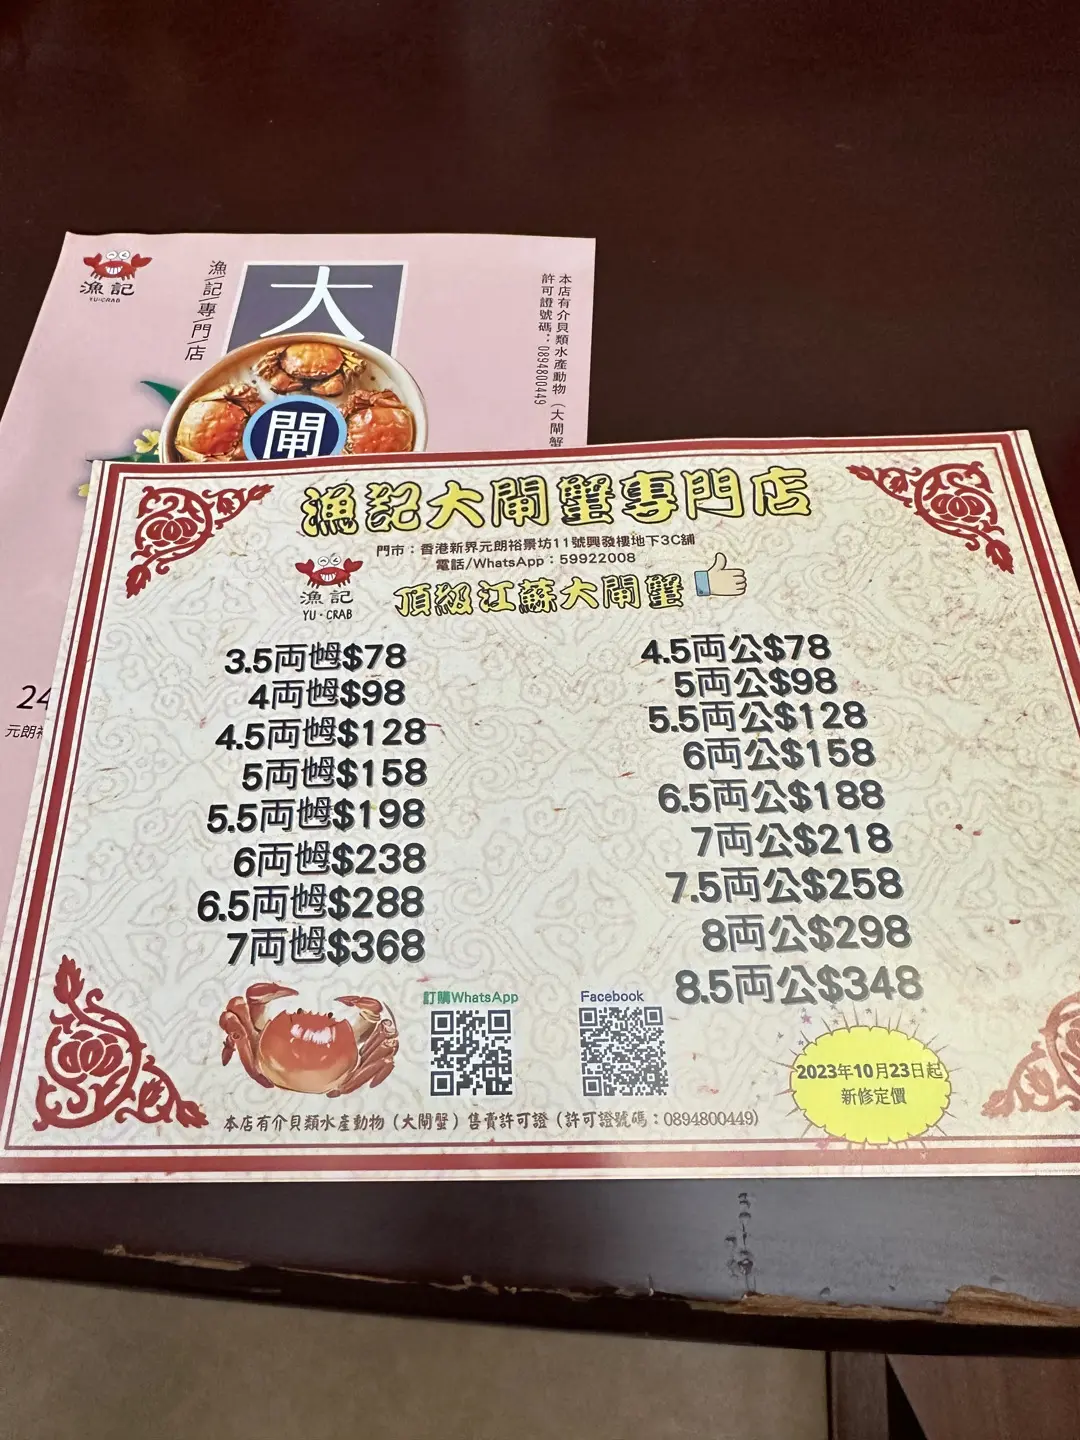 漁記
YU·CRAB
漁記專門店
大
閘
本店有介貝類水產動物（大閘蟹
許可證號碼：0894800449
24
元朗
漁記大閘蟹專門店
門市：香港新界元朗裕景坊11號興發樓地下3C舖
電話/WhatsApp：59922008
漁記
YU·CRAB
頂級江蘇大閘蟹
3.5両乸$78
4両乸$98
4.5両乸$128
5両乸$158
5.5両乸$198
6両乸$238
6.5両乸$288
7両乸$368
4.5両公$78
5両公$98
5.5両公$128
6両公$158
6.5両公$188
7両公$218
7.5両公$258
8両公$298
8.5両公$348
訂購WhatsApp
Facebook
2023年10月23日起
新修定價
本店有介貝類水產動物（大閘蟹）售賣許可證（許可證號碼：0894800449）